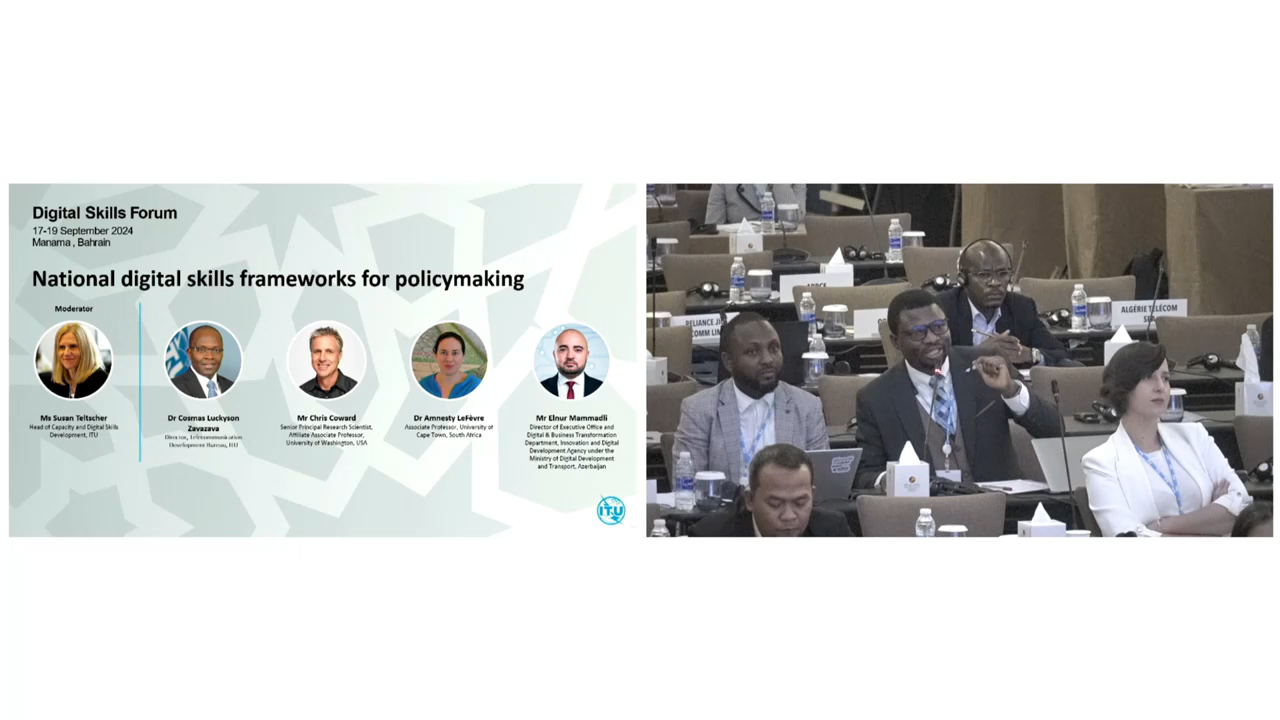 Digital Skills Forum
17-19 September 2024
Manama , Bahrain
National digital skills frameworks for policymaking
Moderator
Ms Susan Teltscher
Head of Capacity and Digital Skills
Development, ITU
Dr Cosmas Luckyson
Zavazava
Director, Telecommunication
Development Bureau, ITU
Mr Chris Coward
Senior Principal Research Scientist,
Affiliate Associate Professor,
University of Washington, USA
Dr Amnesty LeFèvre
Associate Professor, University of
Cape Town, South Africa
Mr Elnur Mammadli
Director of Executive Office and
Digital & Business Transformation
Department, Innovation and Digital
Development Agency under the
Ministry of Digital Development
and Transport, Azerbaijan
ITU
RELIANCE
COMM
ALGÉRIE TÉLÉCOM